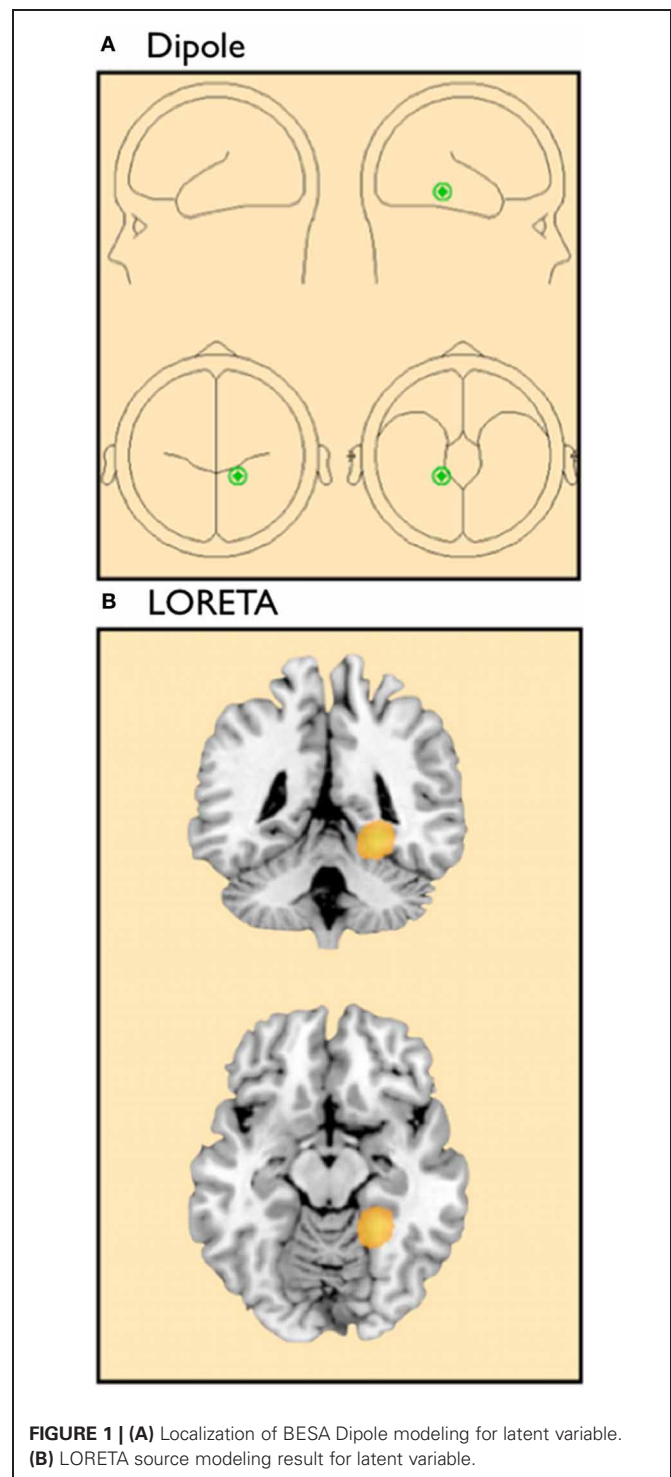 A Dipole
B LORETA
FIGURE 1 | (A) Localization of BESA Dipole modeling for latent variable.
(B) LORETA source modeling result for latent variable.